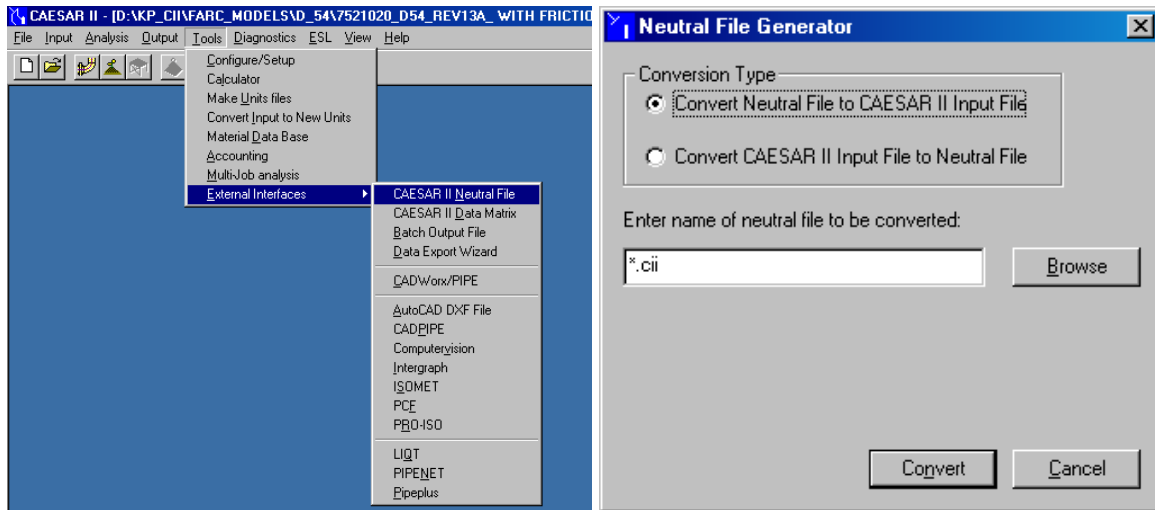 CAESAR II - [D:\KP_CII\FARC_MODELS\D_54\7521020_D54_REV13A_ WITH FRICTIO
File Input Analysis Output Tools Diagnostics ESL View Help
Configure/Setup
Calculator
Make Units files
Convert Input to New Units
Material Data Base
Accounting
Multi-Job analysis
External Interfaces
CAESAR II Neutral File
CAESAR II Data Matrix
Batch Output File
Data Export Wizard
CADWorx/PIPE
AutoCAD DXF File
CADPIPE
Computervision
Intergraph
ISOMET
PCF
PRO-ISO
LIQT
PIPENET
Pipeplus
Neutral File Generator
Conversion Type
Convert Neutral File to CAESAR II Input File
Convert CAESAR II Input File to Neutral File
Enter name of neutral file to be converted:
*.cii
Browse
Convert Cancel